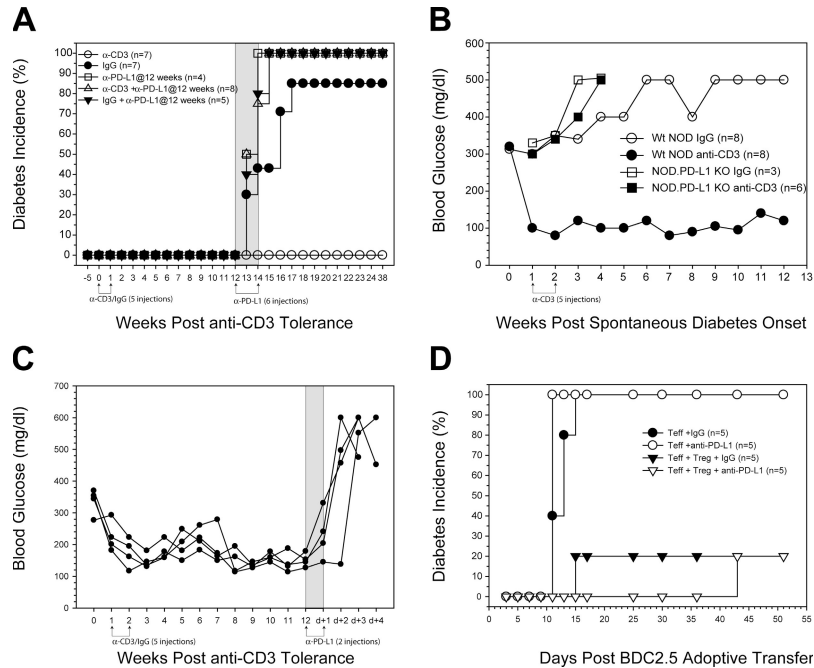 A
Diabetes Incidence (%)
100
90
80
70
60
50
40
30
20
10
0
α-CD3 (n=7)
IgG (n=7)
α-PD-L1@12 weeks (n=4)
α-CD3 +α-PD-L1@12 weeks (n=8)
IgG + α-PD-L1@12 weeks (n=5)
-5 0 1 2 3 4 5 6 7 8 9 10 11 12 13 14 15 16 17 18 19 20 21 22 23 24 38
α-CD3/IgG (5 injections)
α-PD-L1 (6 injections)
Weeks Post anti-CD3 Tolerance
B
Blood Glucose (mg/dl)
600
500
400
300
200
100
0
Wt NOD IgG (n=8)
Wt NOD anti-CD3 (n=8)
NOD.PD-L1 KO IgG (n=3)
NOD.PD-L1 KO anti-CD3 (n=6)
0 1 2 3 4 5 6 7 8 9 10 11 12 13
α-CD3 (5 injections)
Weeks Post Spontaneous Diabetes Onset
C
Blood Glucose (mg/dl)
700
600
500
400
300
200
100
0
0 1 2 3 4 5 6 7 8 9 10 11 12 d+1 d+2 d+3 d+4
α-CD3/IgG (5 injections)
α-PD-L1 (2 injections)
Weeks Post anti-CD3 Tolerance
D
Diabetes Incidence (%)
100
90
80
70
60
50
40
30
20
10
0
Teff +IgG (n=5)
Teff +anti-PD-L1 (n=5)
Teff + Treg + IgG (n=5)
Teff + Treg + anti-PD-L1 (n=5)
0 5 10 15 20 25 30 35 40 45 50 55
Days Post BDC2.5 Adoptive Transfer